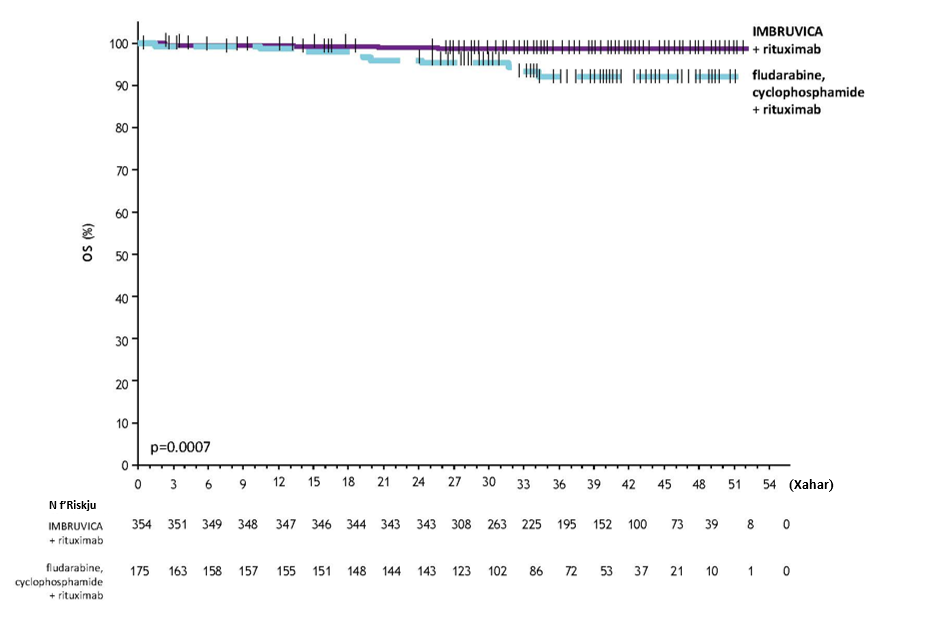 100
90
80
70
60
50
40
30
20
10
0
OS (%)
IMBRUVICA
+ rituximab
fludarabine,
cyclophosphamide
+ rituximab
p=0.0007
0 3 6 9 12 15 18 21 24 27 30 33 36 39 42 45 48 51 54 (Xahar)
N f'Riskju
IMBRUVICA
+ rituximab
354 351 349 348 347 346 344 343 343 308 263 225 195 152 100 73 39 8 0
fludarabine,
cyclophosphamide
+ rituximab
175 163 158 157 155 151 148 144 143 123 102 86 72 53 37 21 10 1 0